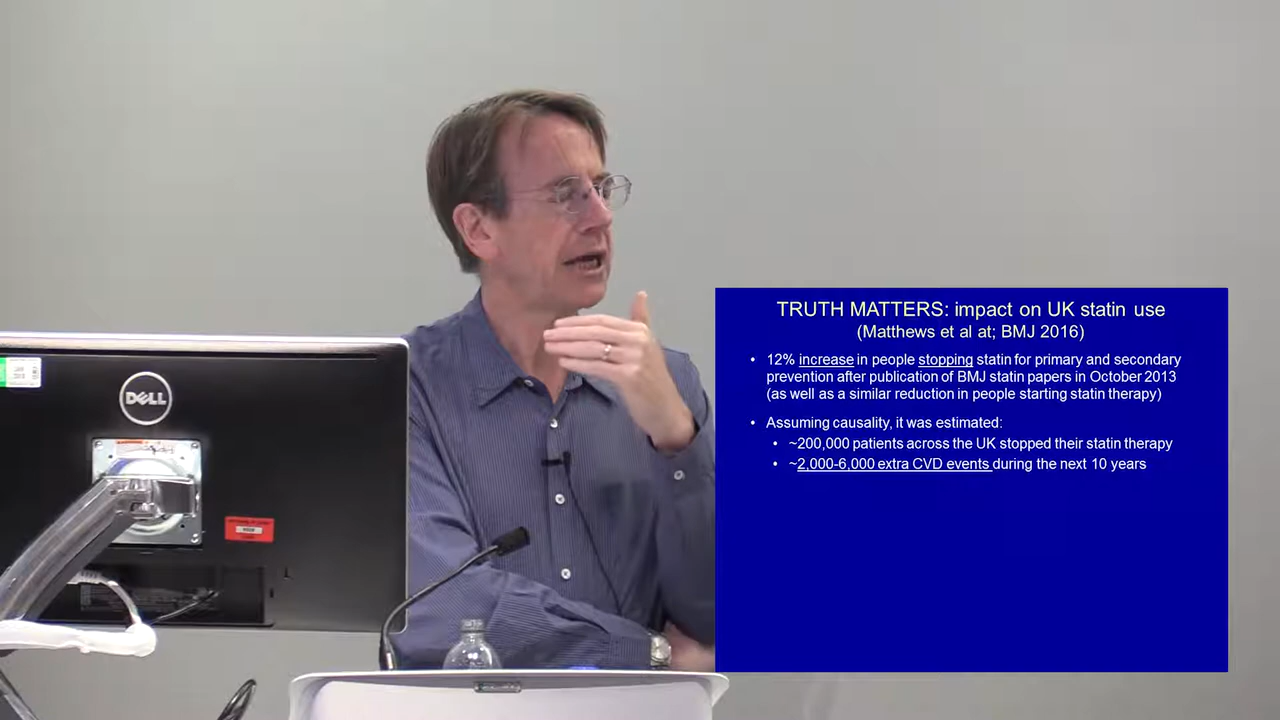 DELL
TRUTH MATTERS: impact on UK statin use
(Matthews et al at; BMJ 2016)
• 12% increase in people stopping statin for primary and secondary
prevention after publication of BMJ statin papers in October 2013
(as well as a similar reduction in people starting statin therapy)
• Assuming causality, it was estimated:
• ~200,000 patients across the UK stopped their statin therapy
• ~2,000-6,000 extra CVD events during the next 10 years